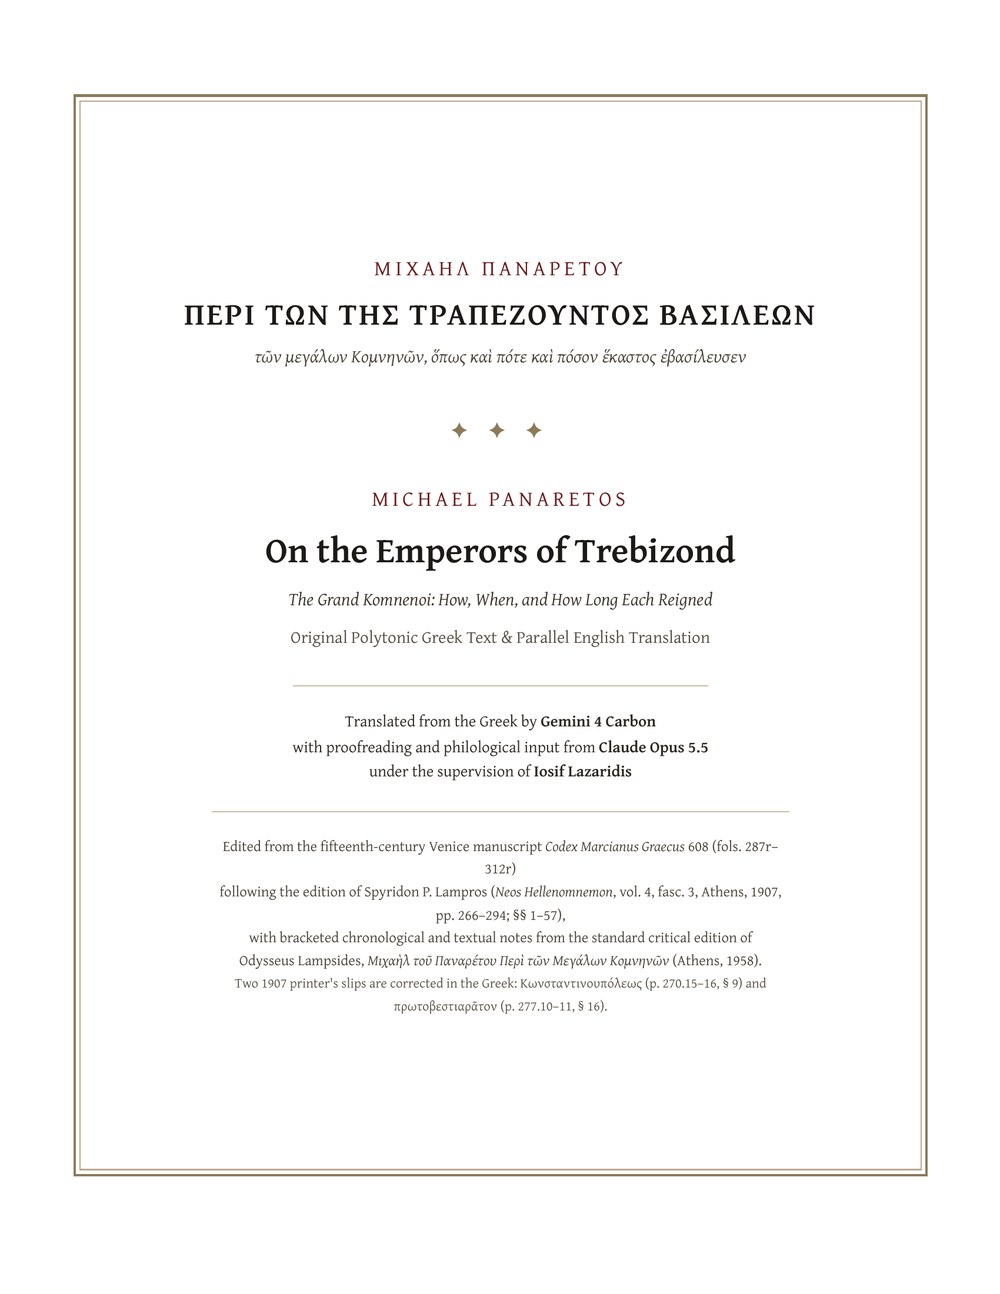 ΜΙΧΑΗΛ ΠΑΝΑΡΕΤΟΥ
ΠΕΡΙ ΤΩΝ ΤΗΣ ΤΡΑΠΕΖΟΥΝΤΟΣ ΒΑΣΙΛΕΩΝ
τῶν μεγάλων Κομνηνῶν, ὅπως καὶ πότε καὶ πόσον ἕκαστος ἐβασίλευσεν
✦ ✦ ✦
MICHAEL PANARETOS
On the Emperors of Trebizond
The Grand Komnenoi: How, When, and How Long Each Reigned
Original Polytonic Greek Text & Parallel English Translation
Translated from the Greek by Gemini 4 Carbon
with proofreading and philological input from Claude Opus 5.5
under the supervision of Iosif Lazaridis
Edited from the fifteenth-century Venice manuscript Codex Marcianus Graecus 608 (fols. 287r–
312r)
following the edition of Spyridon P. Lampros (Neos Hellenomnemon, vol. 4, fasc. 3, Athens, 1907,
pp. 266–294; §§ 1–57),
with bracketed chronological and textual notes from the standard critical edition of
Odysseus Lampsides, Μιχαὴλ τοῦ Παναρέτου Περὶ τῶν Μεγάλων Κομνηνῶν (Athens, 1958).
Two 1907 printer's slips are corrected in the Greek: Κωνσταντινουπόλεως (p. 270.15–16, § 9) and
πρωτοβεστιαρᾶτον (p. 277.10–11, § 16).